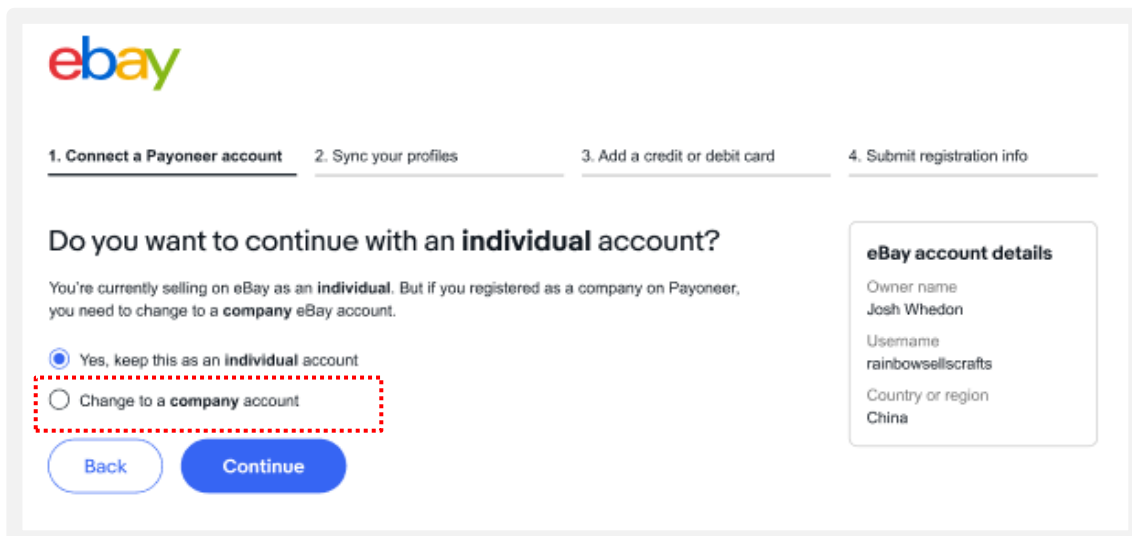 ebay
1. Connect a Payoneer account
2. Sync your profiles
3. Add a credit or debit card
4. Submit registration info
Do you want to continue with an individual account?
You're currently selling on eBay as an individual. But if you registered as a company on Payoneer,
you need to change to a company eBay account.
Yes, keep this as an individual account
Change to a company account
Back
Continue
eBay account details
Owner name
Josh Whedon
Username
rainbowsellscrafts
Country or region
China